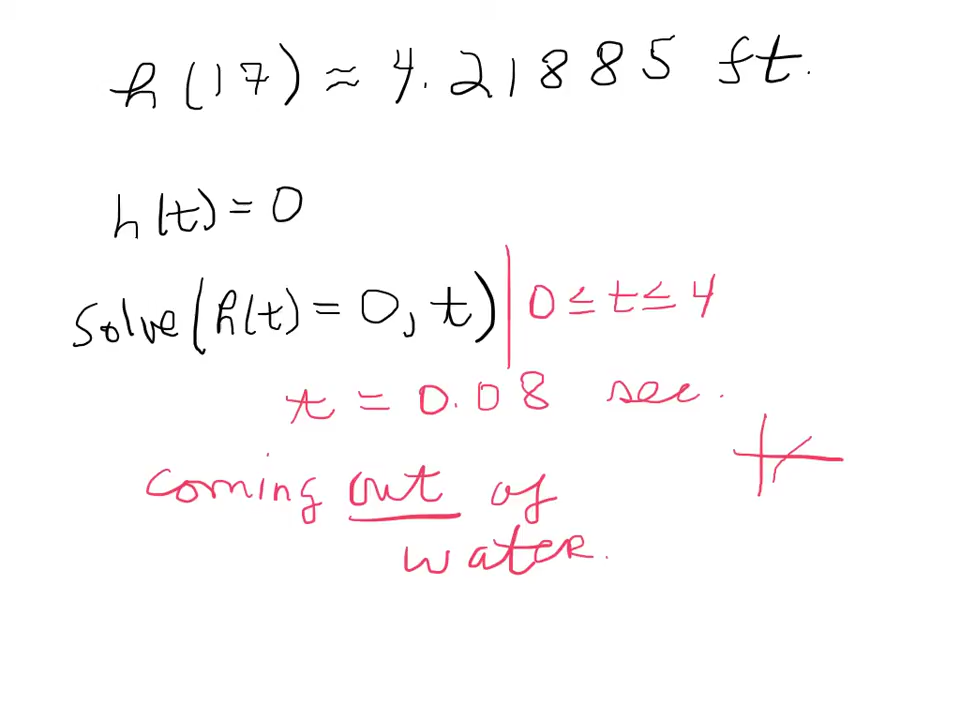 h(17) ≈ 4.21885 ft.
h(t) = 0
solve(h(t) = 0, t) | 0 ≤ t ≤ 4
t = 0.08 sec.
coming out of
water.